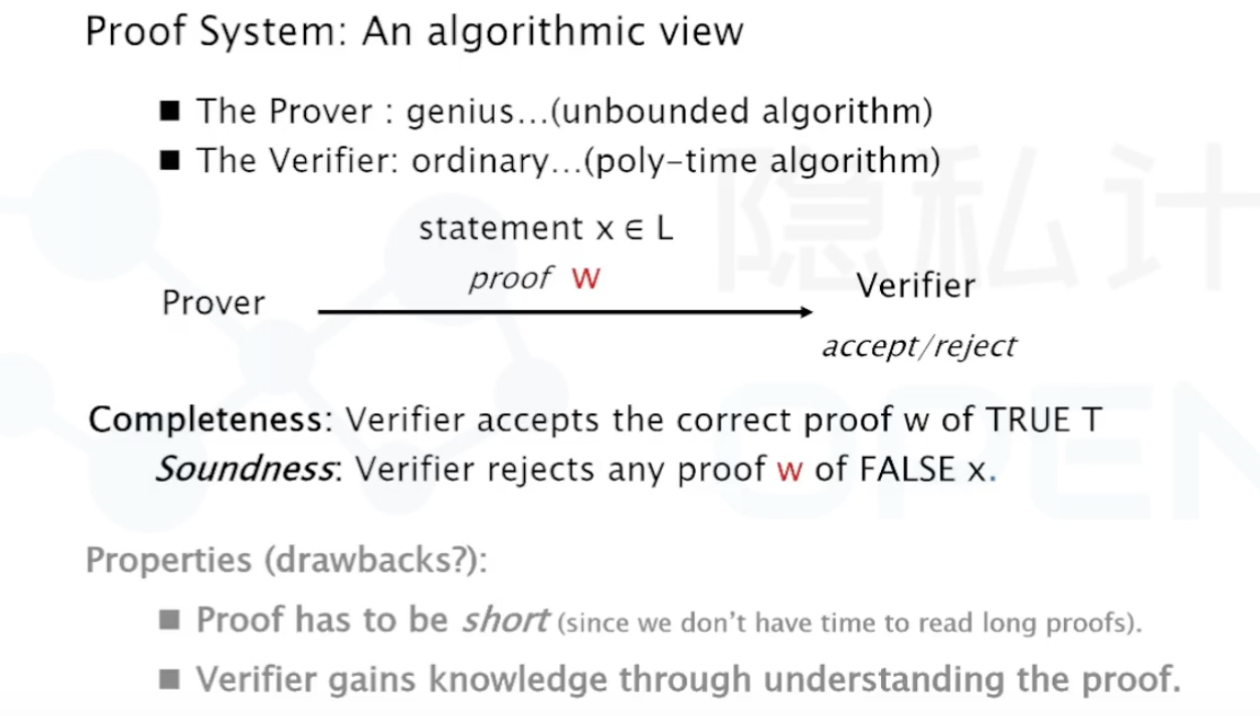 Proof System: An algorithmic view
■ The Prover : genius...(unbounded algorithm)
■ The Verifier: ordinary...(poly-time algorithm)
statement x ∈ L
proof w
Prover
Verifier
accept/reject
Completeness: Verifier accepts the correct proof w of TRUE T
Soundness: Verifier rejects any proof w of FALSE x.
Properties (drawbacks?):
■ Proof has to be short (since we don't have time to read long proofs).
■ Verifier gains knowledge through understanding the proof.
隐私计
OPEN